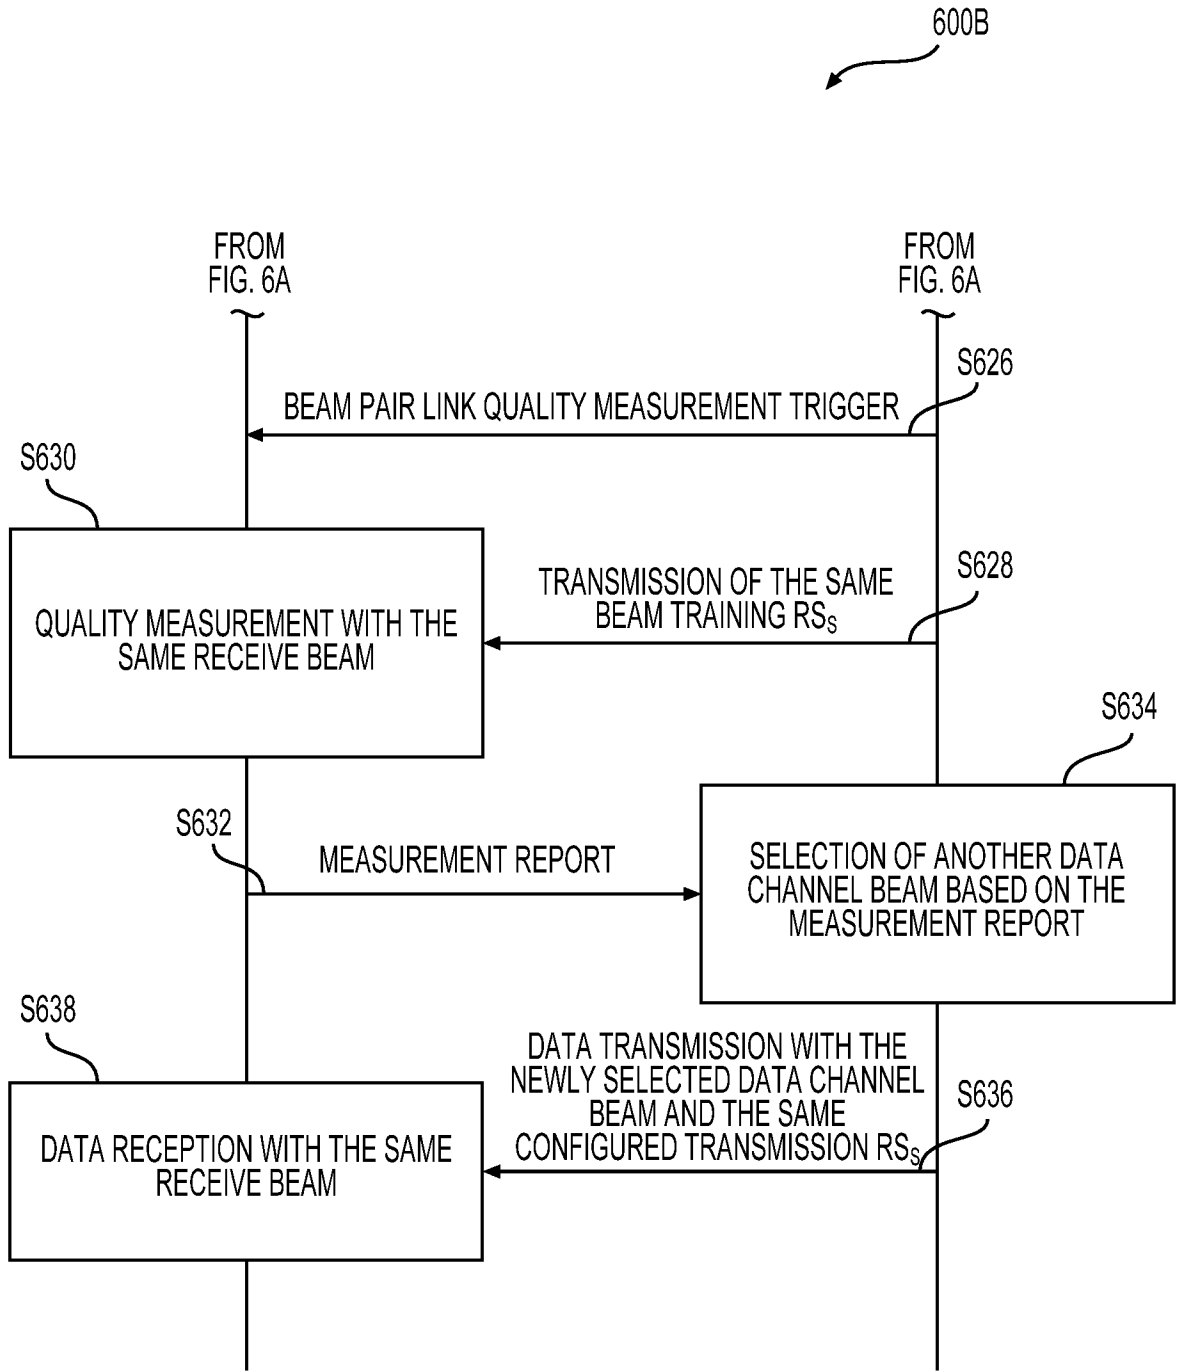 600B
FROM
FIG. 6A
FROM
FIG. 6A
S626
BEAM PAIR LINK QUALITY MEASUREMENT TRIGGER
S630
S628
TRANSMISSION OF THE SAME
BEAM TRAINING RSS
QUALITY MEASUREMENT WITH THE
SAME RECEIVE BEAM
S634
S632
MEASUREMENT REPORT
SELECTION OF ANOTHER DATA
CHANNEL BEAM BASED ON THE
MEASUREMENT REPORT
S638
DATA TRANSMISSION WITH THE
NEWLY SELECTED DATA CHANNEL
BEAM AND THE SAME
CONFIGURED TRANSMISSION RSS
S636
DATA RECEPTION WITH THE SAME
RECEIVE BEAM